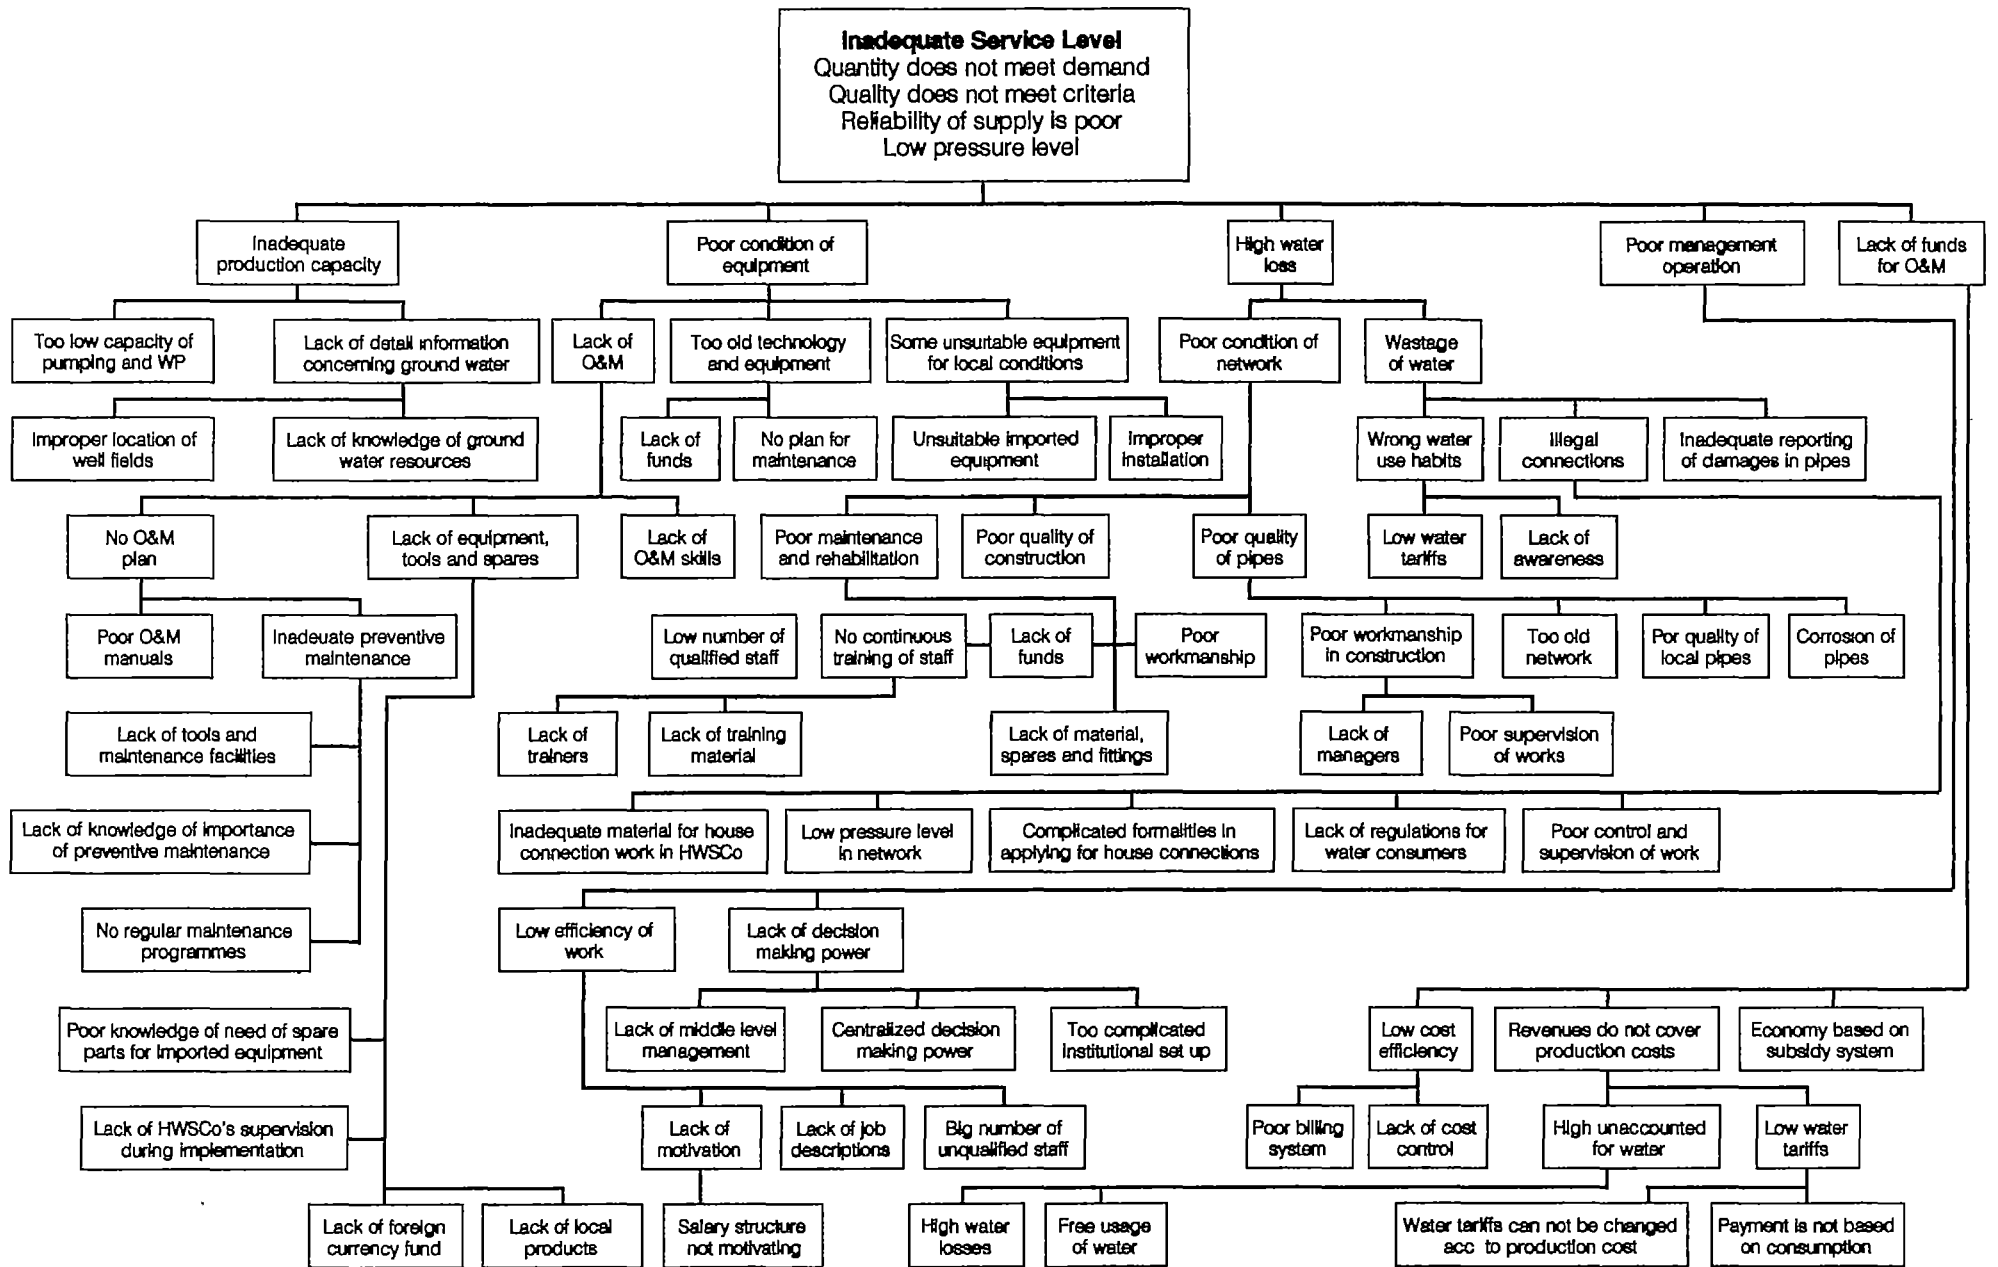 Inadequate Service Level
Quantity does not meet demand
Quality does not meet criteria
Reliability of supply is poor
Low pressure level
Inadequate
production capacity
Poor condition of
equipment
High water
loss
Poor management
operation
Lack of funds
for O&M
Too low capacity of
pumping and WP
Lack of detail information
concerning ground water
Lack of
O&M
Too old technology
and equipment
Some unsuitable equipment
for local conditions
Poor condition of
network
Wastage
of water
Improper location of
well fields
Lack of knowledge of ground
water resources
Lack of
funds
No plan for
maintenance
Unsuitable imported
equipment
Improper
installation
Wrong water
use habits
Illegal
connections
Inadequate reporting
of damages in pipes
No O&M
plan
Lack of equipment,
tools and spares
Lack of
O&M skills
Poor maintenance
and rehabilitation
Poor quality of
construction
Poor quality
of pipes
Low water
tariffs
Lack of
awareness
Poor O&M
manuals
Inadeuate preventive
maintenance
Low number of
qualified staff
No continuous
training of staff
Lack of
funds
Poor
workmanship
Poor workmanship
in construction
Too old
network
Por quality of
local pipes
Corrosion of
pipes
Lack of tools and
maintenance facilities
Lack of
trainers
Lack of training
material
Lack of material,
spares and fittings
Lack of
managers
Poor supervision
of works
Lack of knowledge of importance
of preventive maintenance
Inadequate material for house
connection work in HWSCo
Low pressure level
in network
Complicated formalities in
applying for house connections
Lack of regulations for
water consumers
Poor control and
supervision of work
No regular maintenance
programmes
Low efficiency of
work
Lack of decision
making power
Poor knowledge of need of spare
parts for imported equipment
Lack of middle level
management
Centralized decision
making power
Too complicated
institutional set up
Low cost
efficiency
Revenues do not cover
production costs
Economy based on
subsidy system
Lack of HWSCo's supervision
during implementation
Lack of
motivation
Lack of job
descriptions
Big number of
unqualified staff
Poor billing
system
Lack of cost
control
High unaccounted
for water
Low water
tariffs
Lack of foreign
currency fund
Lack of local
products
Salary structure
not motivating
High water
losses
Free usage
of water
Water tariffs can not be changed
acc to production cost
Payment is not based
on consumption